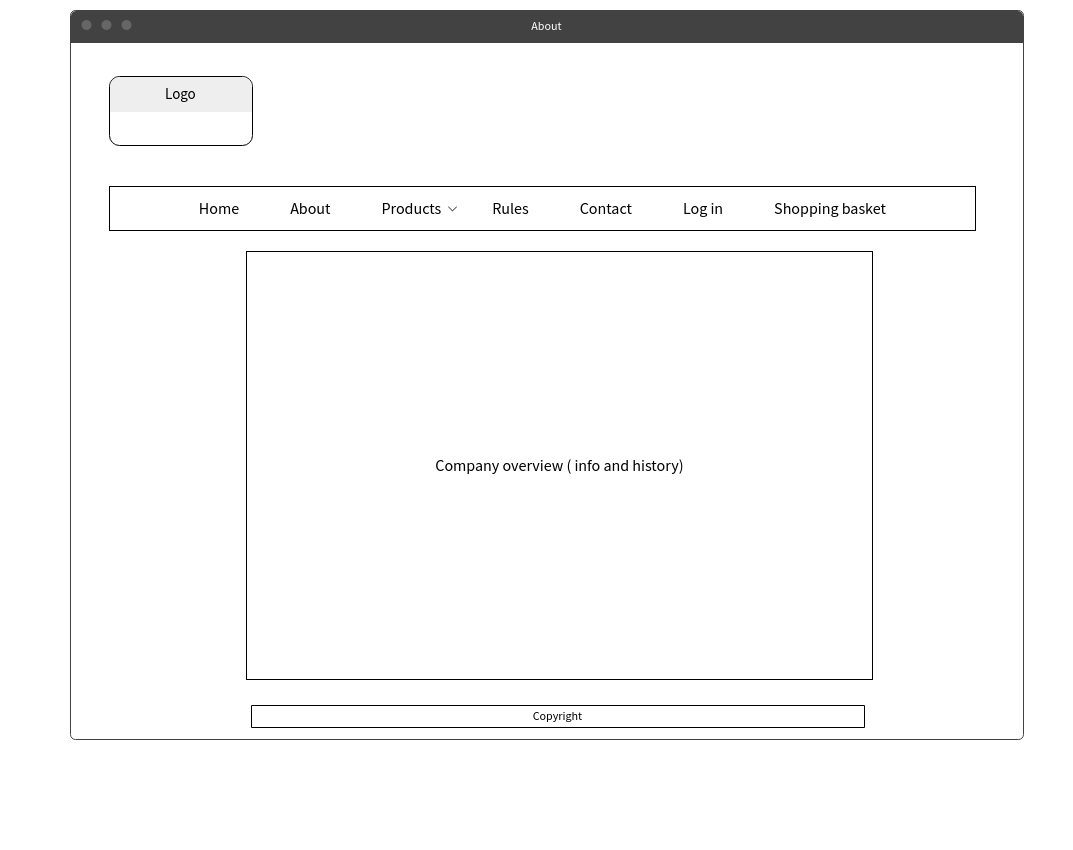 About
Logo
Home About Products Rules Contact Log in Shopping basket
Company overview ( info and history)
Copyright